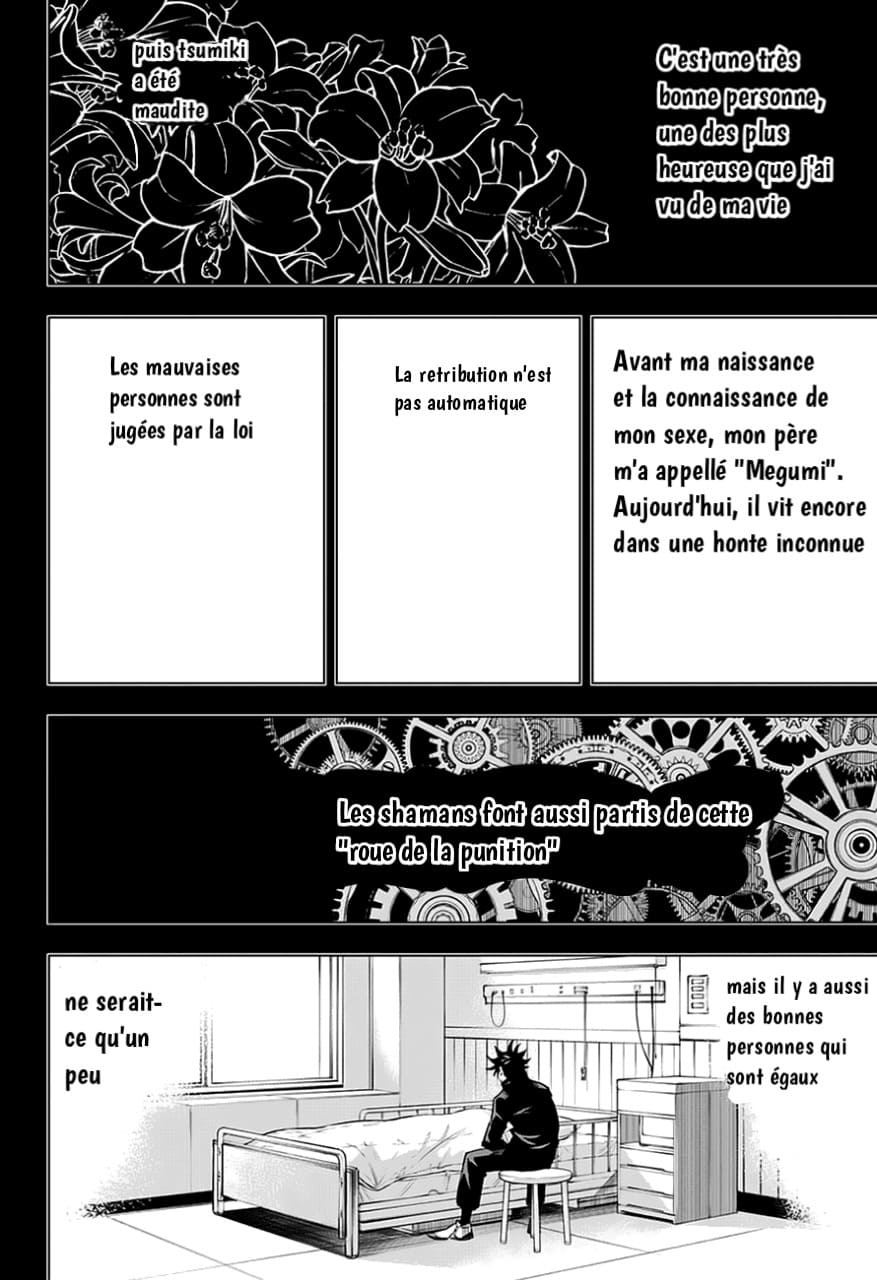 C'est une très
bonne personne,
une des plus
heureuse que j'ai
vu de ma vie
puis tsumiki
a été
maudite
Avant ma naissance
et la connaissance de
mon sexe, mon père
m'a appellé "Megumi".
Aujourd'hui, il vit encore
dans une honte inconnue
La retribution n'est
pas automatique
Les mauvaises
personnes sont
jugées par la loi
Les shamans font aussi partis de cette
"roue de la punition"
mais il y a aussi
des bonnes
personnes qui
sont égaux
ne serait-
ce qu'un
peu